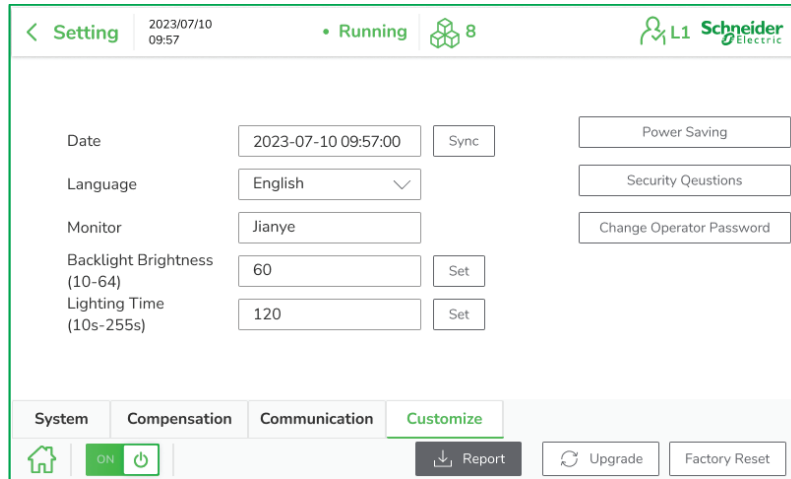 Setting
2023/07/10
09:57
• Running
8
L1
Schneider
Electric
Date
2023-07-10 09:57:00
Sync
Power Saving
Language
English
Security Qeustions
Monitor
Jianye
Change Operator Password
Backlight Brightness
(10-64)
60
Set
Lighting Time
(10s-255s)
120
Set
System
Compensation
Communication
Customize
ON
Report
Upgrade
Factory Reset